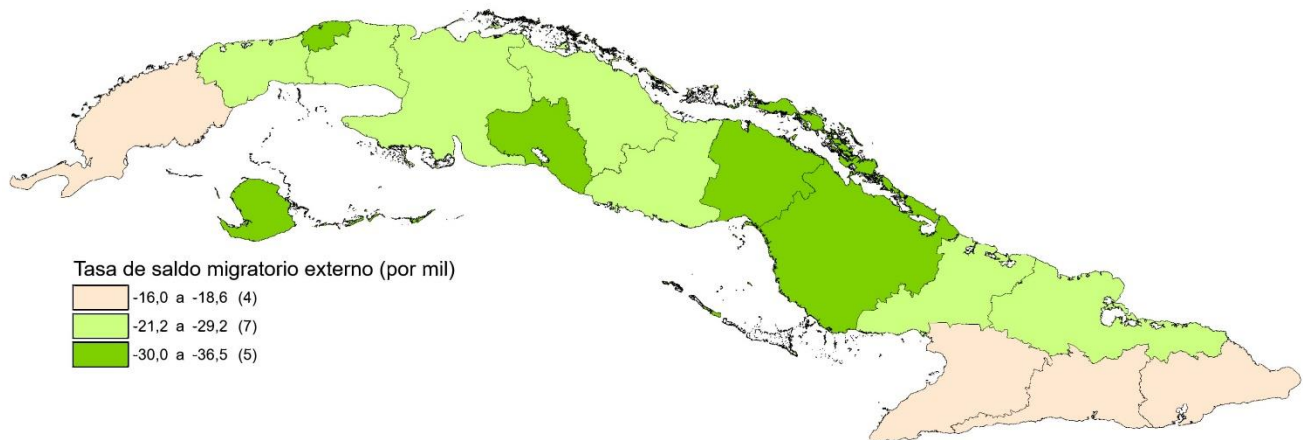 Tasa de saldo migratorio externo (por mil)
-16,0 a -18,6 (4)
-21,2 a -29,2 (7)
-30,0 a -36,5 (5)